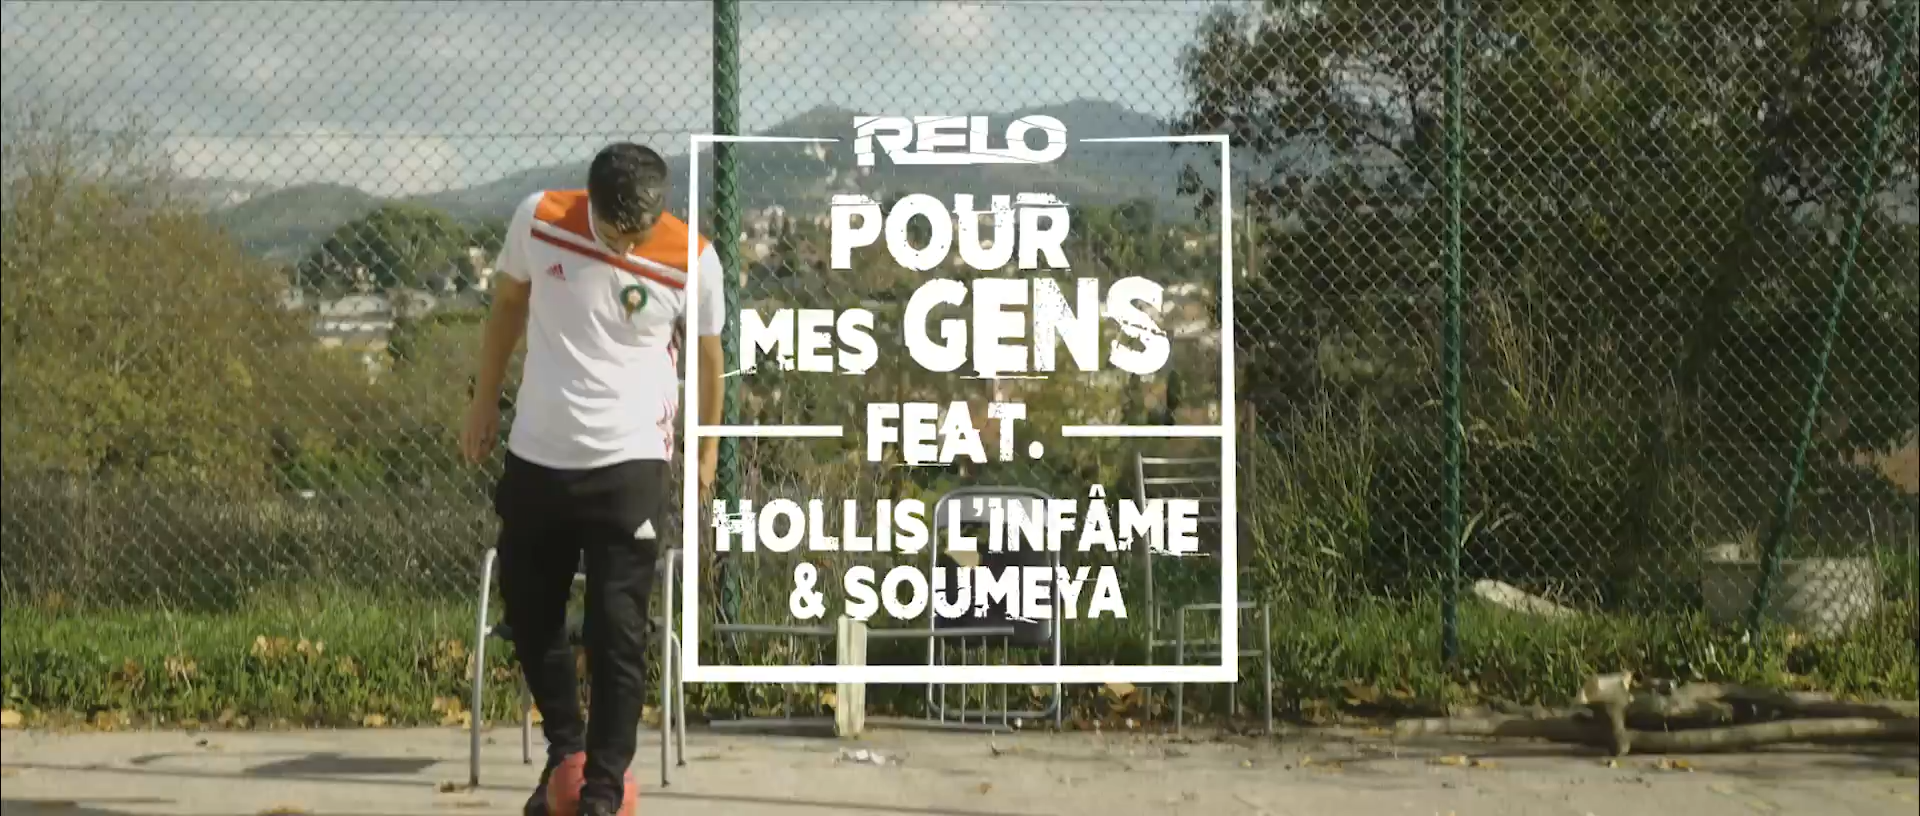 RELO
POUR
MES GENS
FEAT.
HOLLIS L'INFÂME
& SOUMEYA